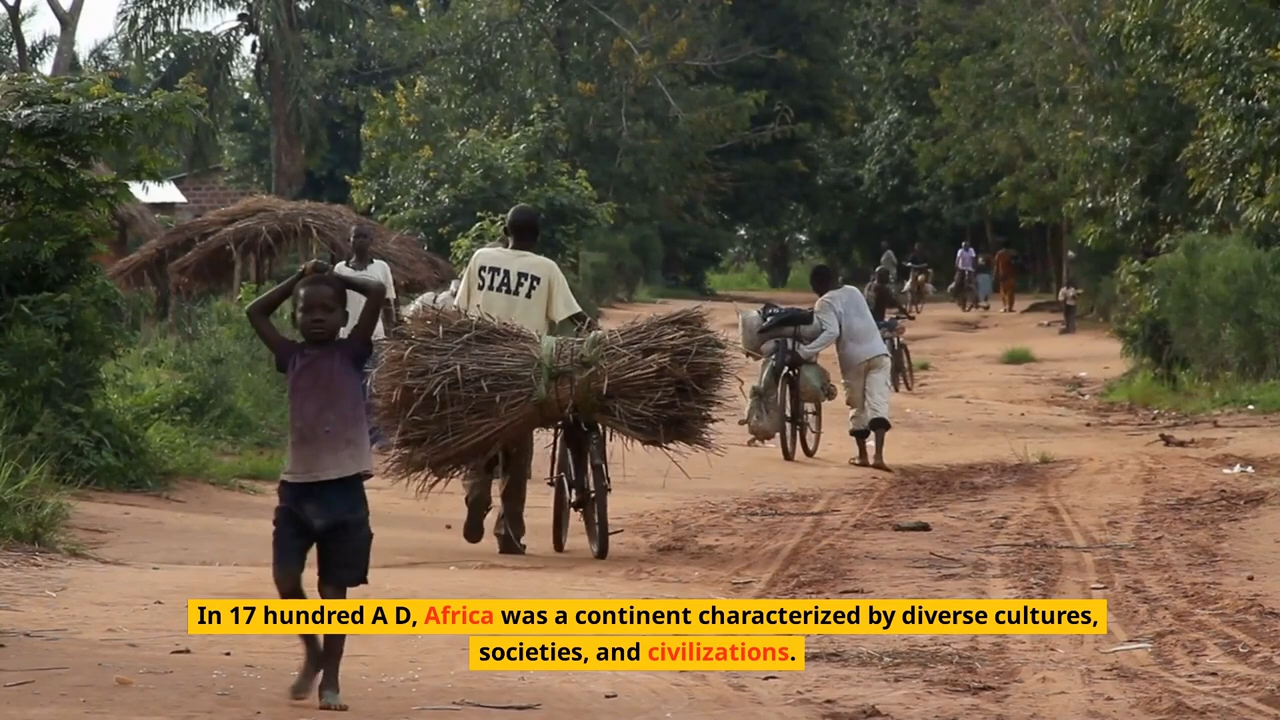 STAFF
In 17 hundred A D, Africa was a continent characterized by diverse cultures,
societies, and civilizations.